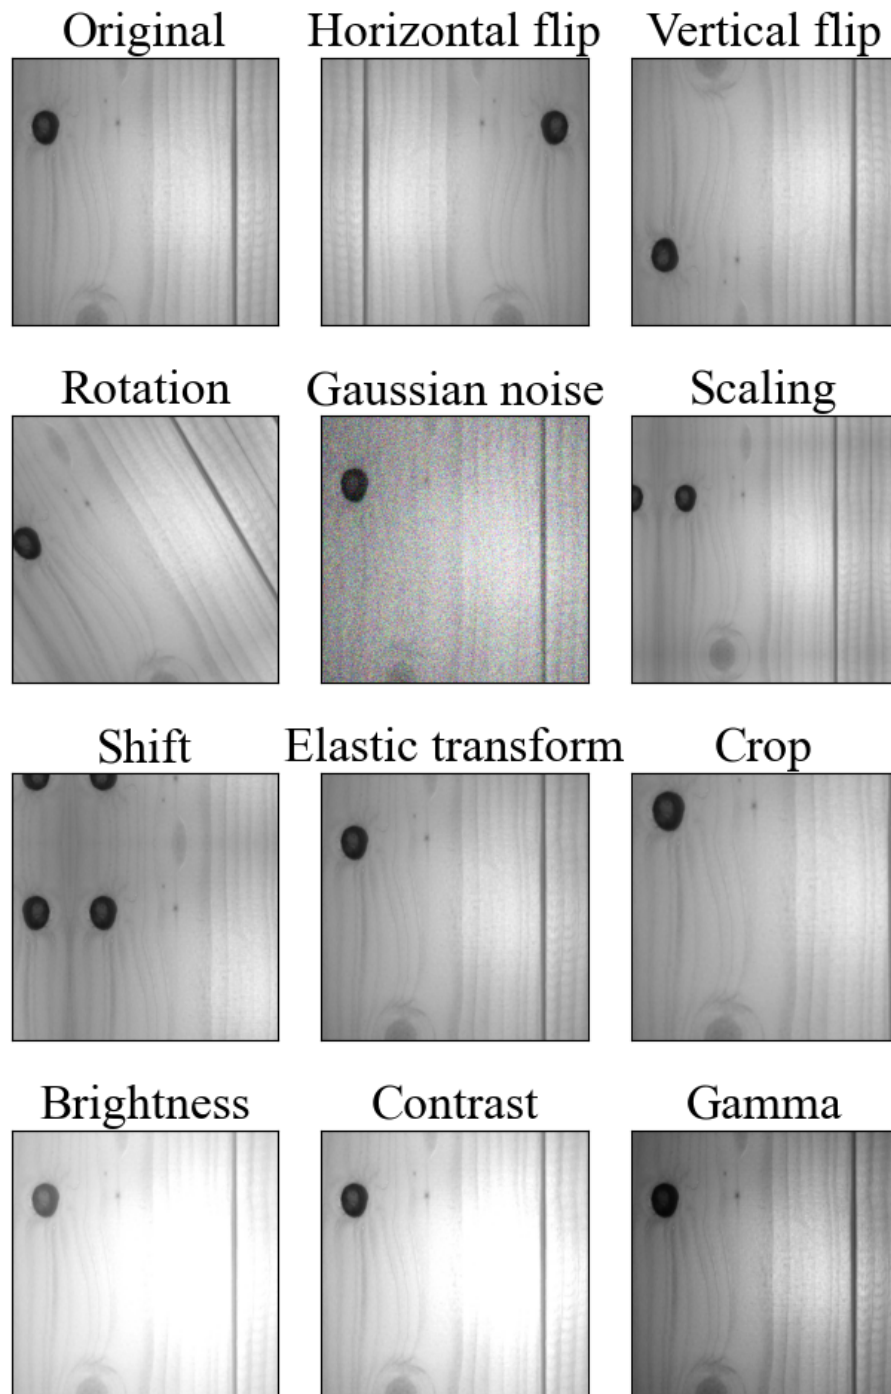 Original
Horizontal flip
Vertical flip
Rotation
Gaussian noise
Scaling
Shift
Elastic transform
Crop
Brightness
Contrast
Gamma